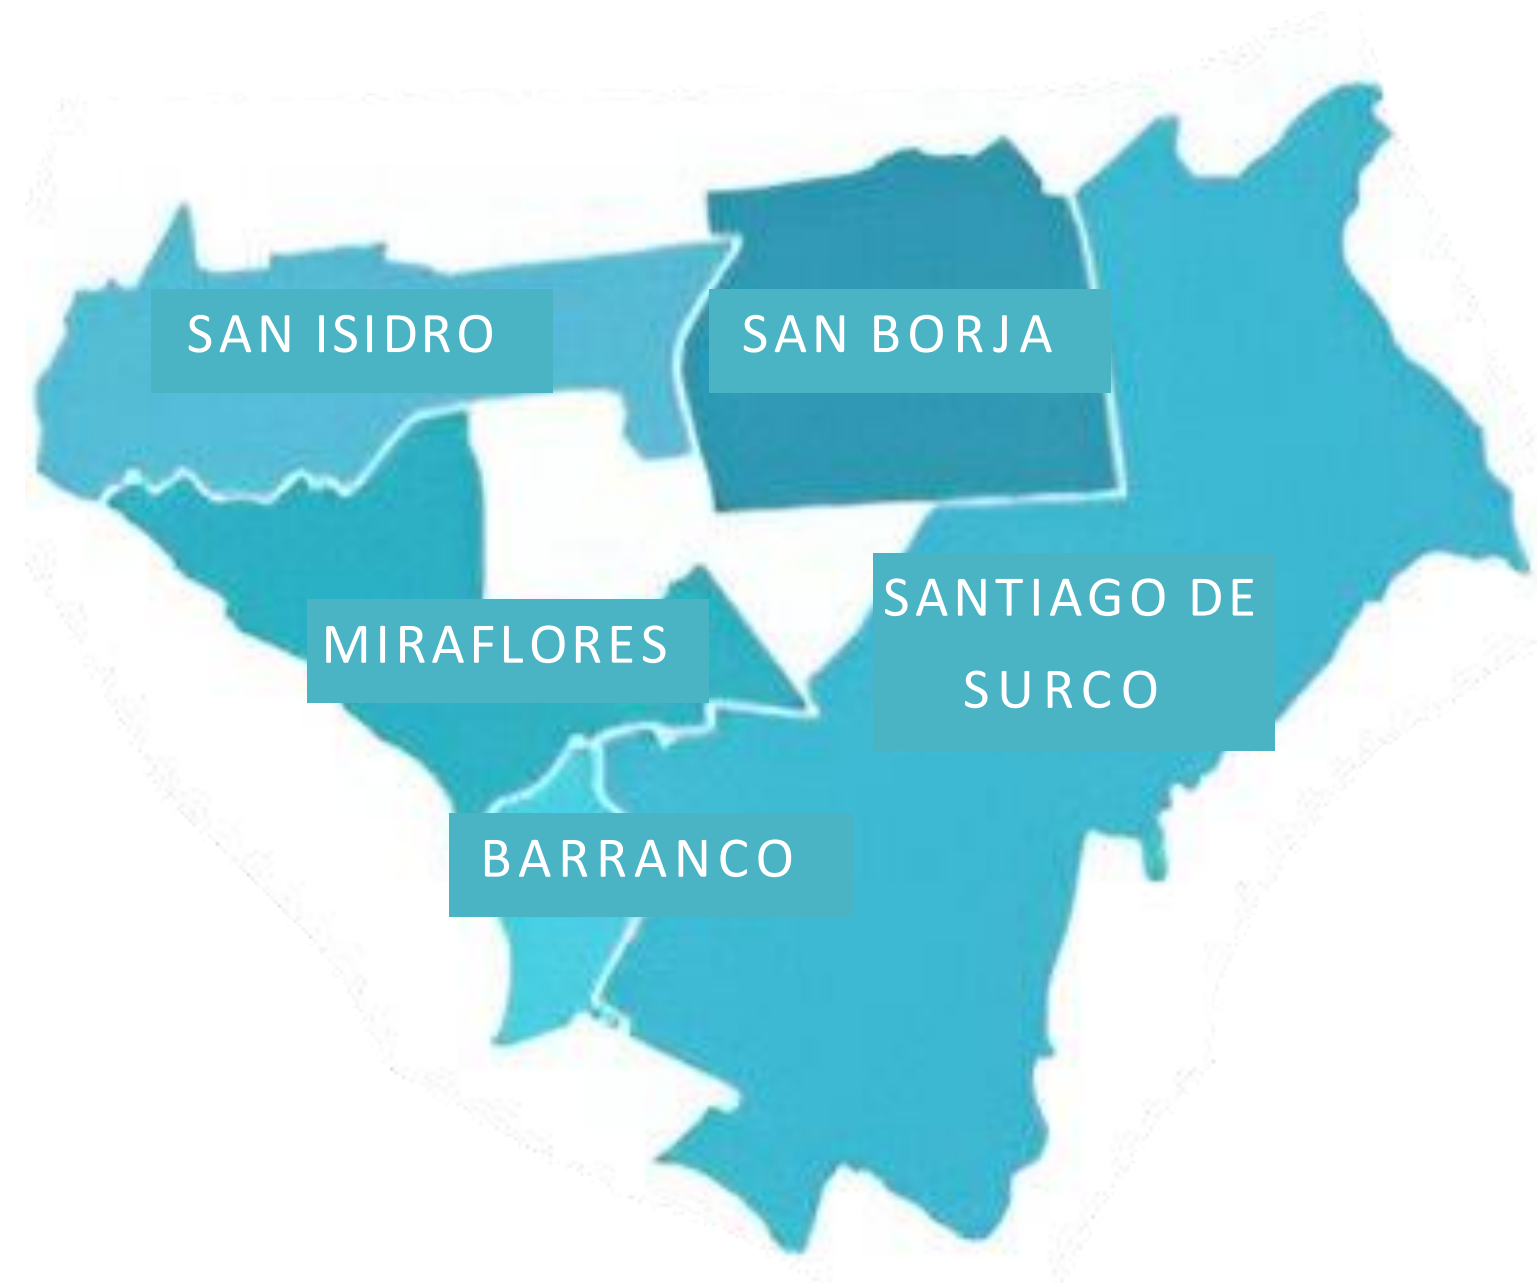 SAN ISIDRO
SAN BORJA
SANTIAGO DE
SURCO
MIRAFLORES
BARRANCO